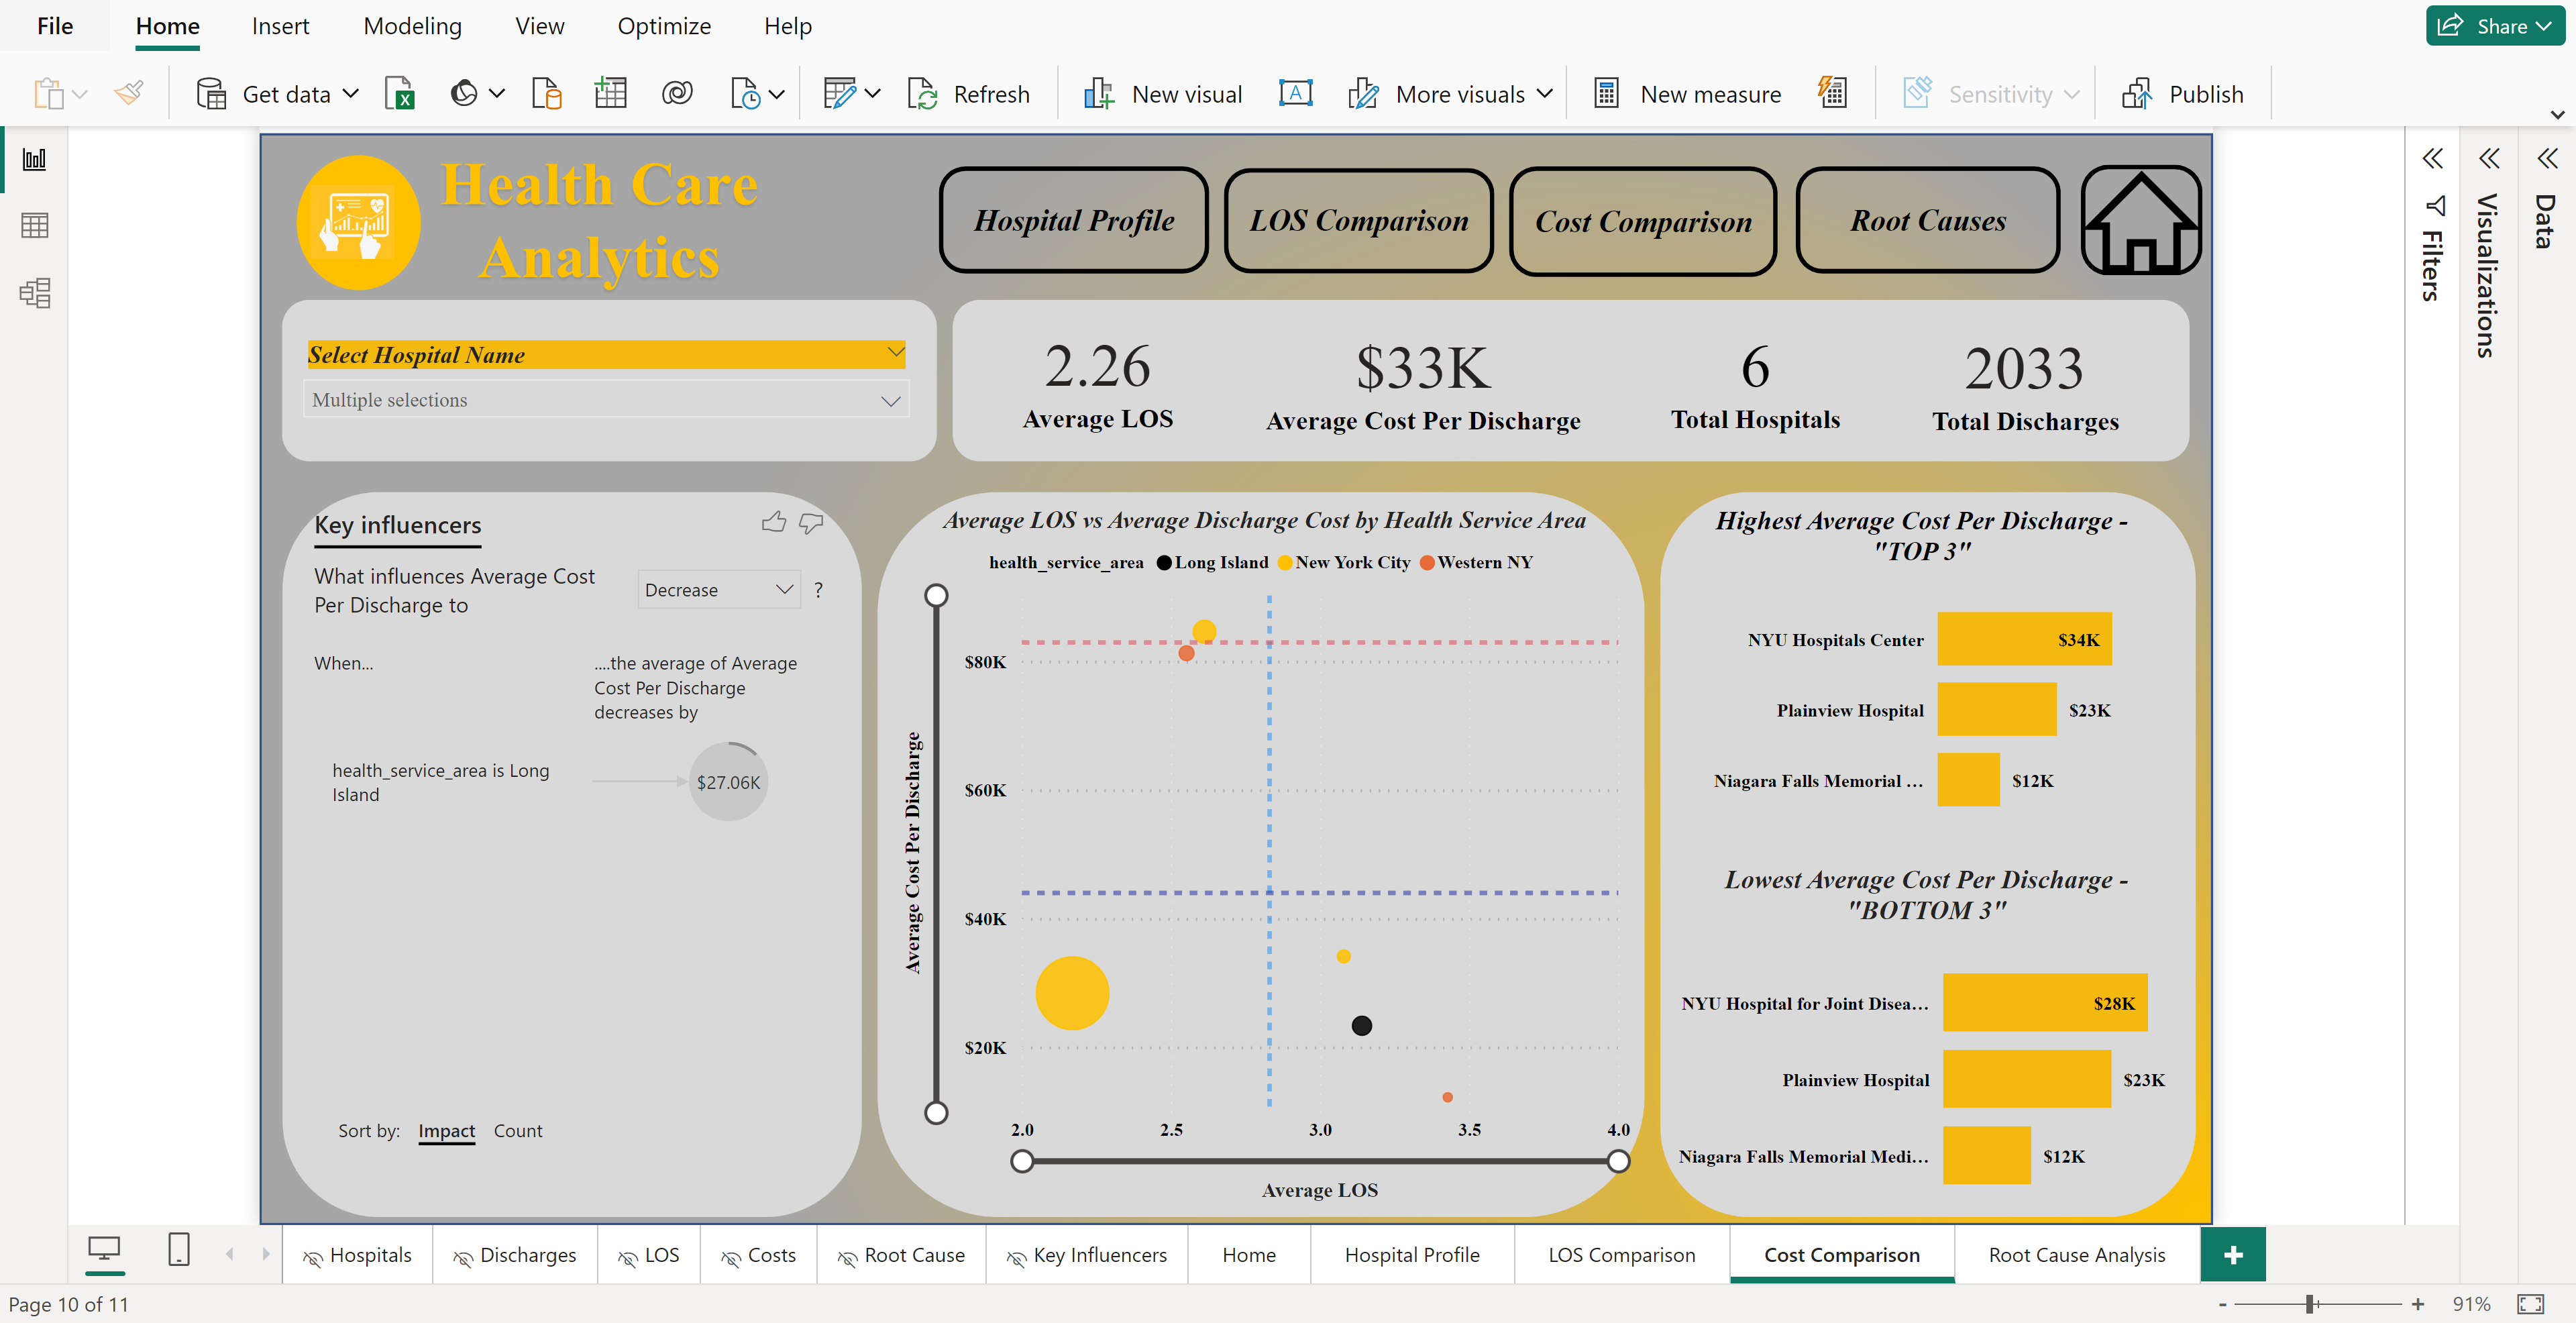 File Home Insert Modeling View Optimize Help Share
Get data Refresh New visual More visuals New measure Sensitivity Publish
Health Care
Analytics
Hospital Profile LOS Comparison Cost Comparison Root Causes
Select Hospital Name
Multiple selections
2.26 $33K 6 2033
Average LOS Average Cost Per Discharge Total Hospitals Total Discharges
Key influencers
What influences Average Cost
Per Discharge to
Decrease ?
When...
....the average of Average
Cost Per Discharge
decreases by
health_service_area is Long
Island
$27.06K
Sort by: Impact Count
Average LOS vs Average Discharge Cost by Health Service Area
health_service_area Long Island New York City Western NY
Average Cost Per Discharge
$80K
$60K
$40K
$20K
2.0 2.5 3.0 3.5 4.0
Average LOS
Highest Average Cost Per Discharge -
"TOP 3"
NYU Hospitals Center $34K
Plainview Hospital $23K
Niagara Falls Memorial ... $12K
Lowest Average Cost Per Discharge -
"BOTTOM 3"
NYU Hospital for Joint Disea... $28K
Plainview Hospital $23K
Niagara Falls Memorial Medi... $12K
Filters
Visualizations
Data
Hospitals Discharges LOS Costs Root Cause Key Influencers Home Hospital Profile LOS Comparison Cost Comparison Root Cause Analysis +
Page 10 of 11 - + 91%